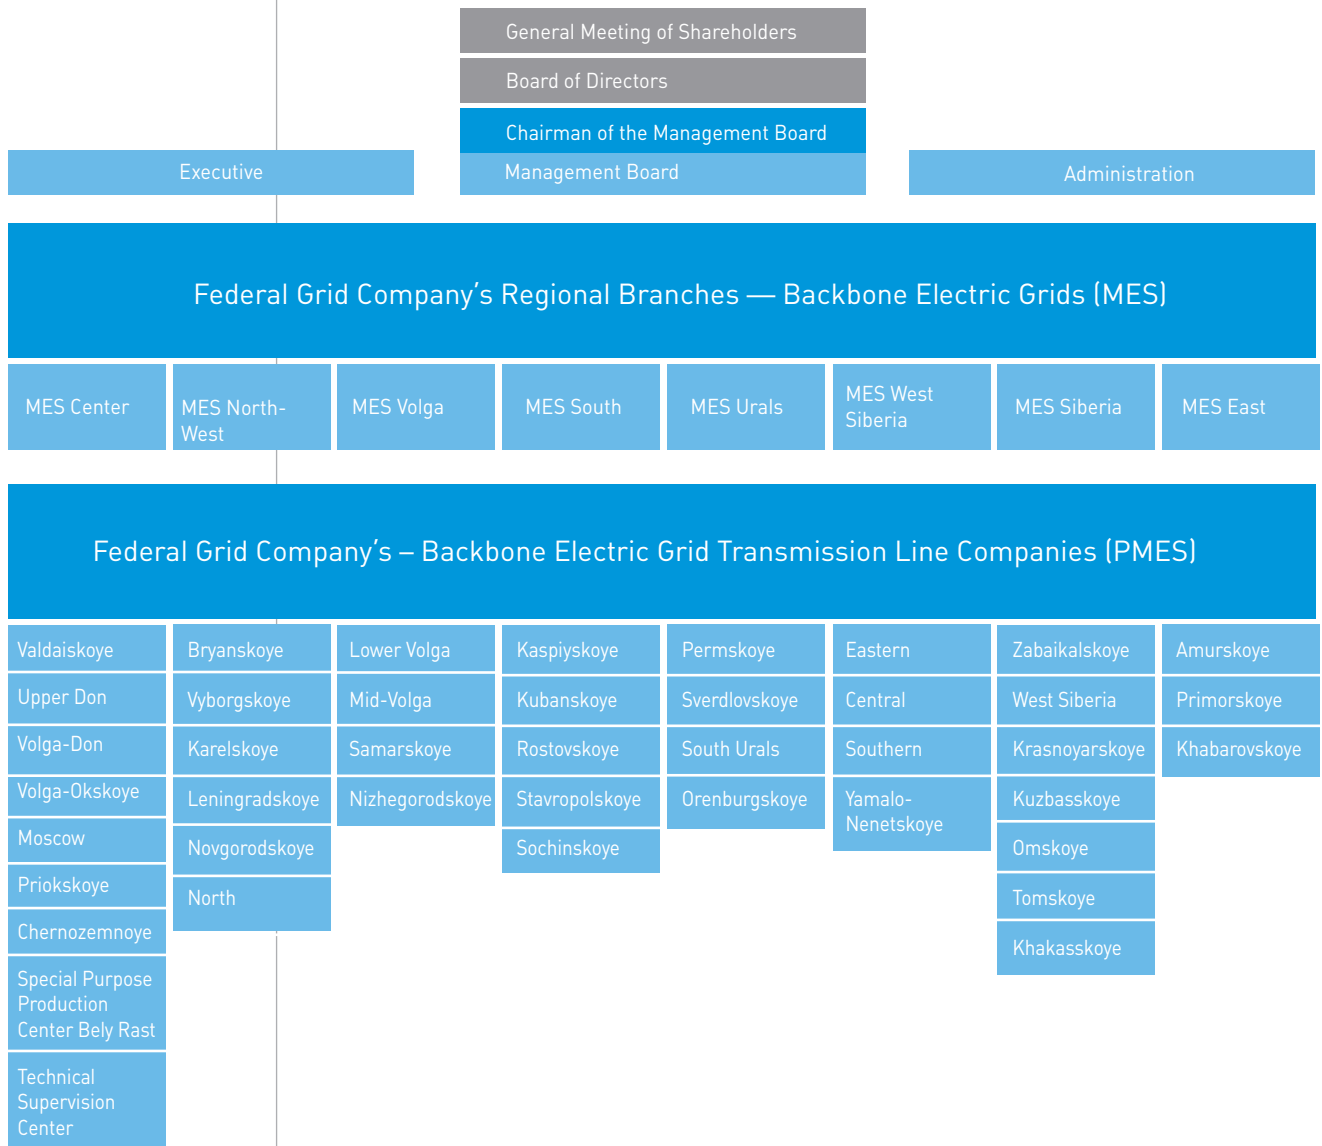 General Meeting of Shareholders
Board of Directors
Chairman of the Management Board
Executive
Management Board
Administration
Federal Grid Company's Regional Branches — Backbone Electric Grids (MES)
MES Center
MES North-
West
MES Volga
MES South
MES Urals
MES West
Siberia
MES Siberia
MES East
Federal Grid Company's – Backbone Electric Grid Transmission Line Companies (PMES)
Valdaiskoye
Upper Don
Volga-Don
Volga-Okskoye
Moscow
Priokskoye
Chernozemnoye
Special Purpose
Production
Center Bely Rast
Technical
Supervision
Center
Bryanskoye
Vyborgskoye
Karelskoye
Leningradskoye
Novgorodskoye
North
Lower Volga
Mid-Volga
Samarskoye
Nizhegorodskoye
Kaspiyskoye
Kubanskoye
Rostovskoye
Stavropolskoye
Sochinskoye
Permskoye
Sverdlovskoye
South Urals
Orenburgskoye
Eastern
Central
Southern
Yamalo-
Nenetskoye
Zabaikalskoye
West Siberia
Krasnoyarskoye
Kuzbasskoye
Omskoye
Tomskoye
Khakasskoye
Amurskoye
Primorskoye
Khabarovskoye